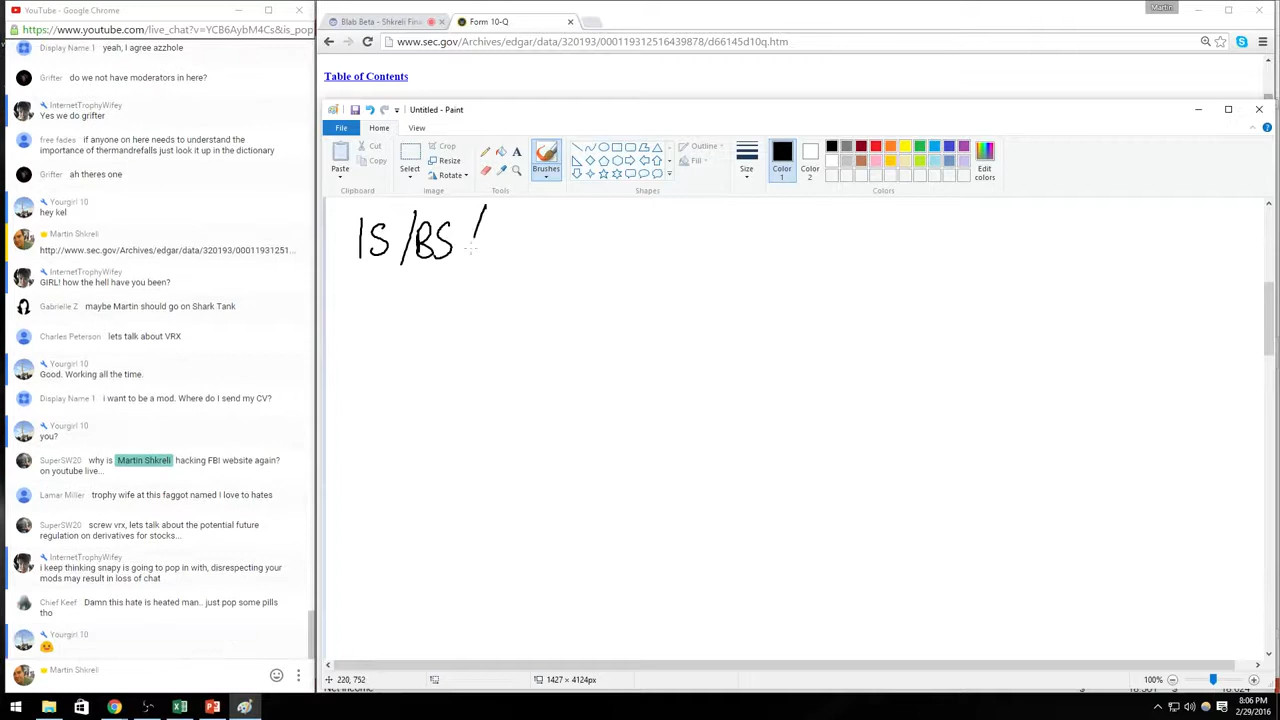 YouTube - Google Chrome
https://www.youtube.com/live_chat?v=YCB6AybM4Cs&is_pop
Display Name 1 yeah, I agree azzhole
Grifter do we not have moderators in here?
InternetTrophyWifey
Yes we do grifter
free fades if anyone on here needs to understand the
importance of thermandrefalls just look it up in the dictionary
Grifter ah theres one
Yourgirl 10
hey kel
Martin Shkreli
http://www.sec.gov/Archives/edgar/data/320193/00011931251...
InternetTrophyWifey
GIRL! how the hell have you been?
Gabrielle Z maybe Martin should go on Shark Tank
Charles Peterson lets talk about VRX
Yourgirl 10
Good. Working all the time.
Display Name 1 i want to be a mod. Where do I send my CV?
Yourgirl 10
you?
SuperSW20 why is Martin Shkreli hacking FBI website again?
on youtube live...
Lamar Miller trophy wife at this faggot named I love to hates
SuperSW20 screw vrx, lets talk about the potential future
regulation on derivatives for stocks...
InternetTrophyWifey
i keep thinking snapy is going to pop in with, disrespecting your
mods may result in loss of chat
Chief Keef Damn this hate is heated man.. just pop some pills
tho
Yourgirl 10
Martin Shkreli
Martin
Blab Beta - Shkreli Fina
Form 10-Q
www.sec.gov/Archives/edgar/data/320193/000119312516439878/d66145d10q.htm
Table of Contents
Untitled - Paint
File Home View
Paste
Cut
Copy
Clipboard
Select
Crop
Resize
Rotate
Image
A
Tools
Brushes
Outline
Fill
Shapes
Size
Color
1
Color
2
Edit
colors
Colors
IS/BS/
220, 752
1427 × 4124px
100%
8:06 PM
2/29/2016